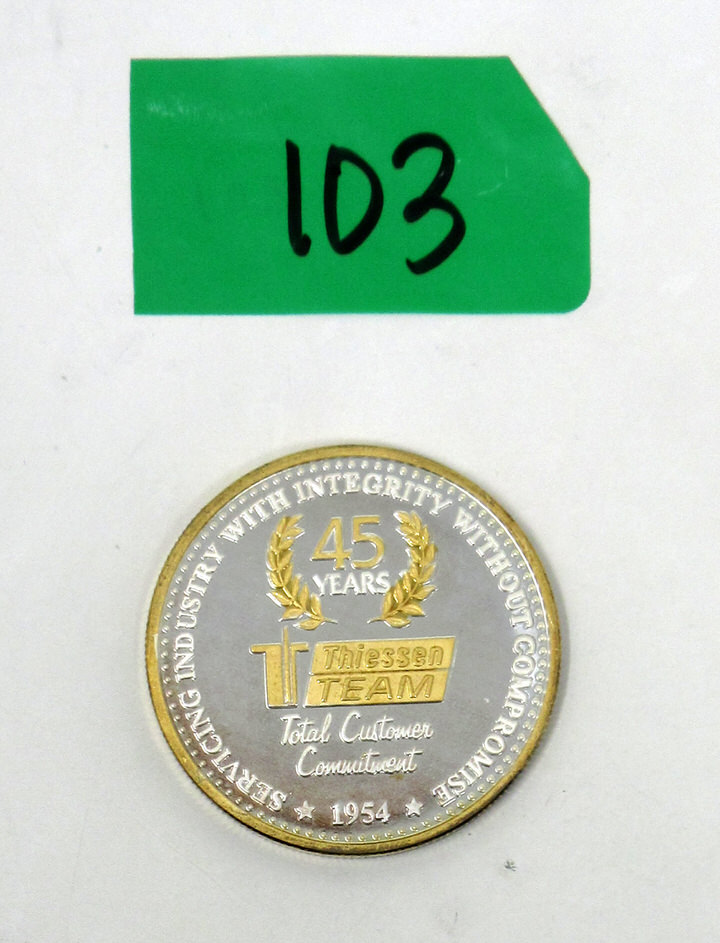 103
SERVICING INDUSTRY WITH INTEGRITY WITHOUT COMPROMISE
45
YEARS
Thiessen
TEAM
Total Customer
Commitment
★ 1954 ★